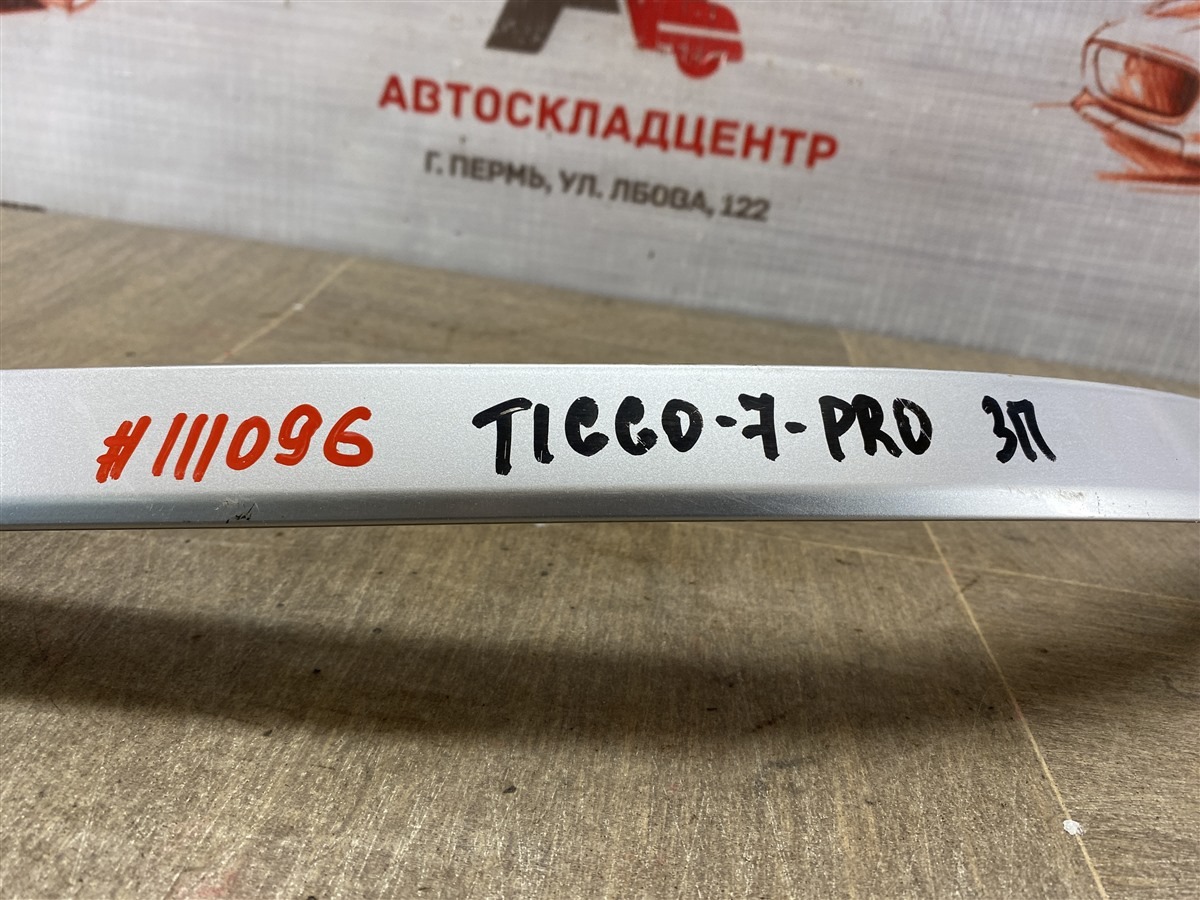 АВТОСКЛАДЦЕНТР
Г. ПЕРМЬ, УЛ. ЛБОВА, 122
#111096 TIGGO-7-PRO ЗП